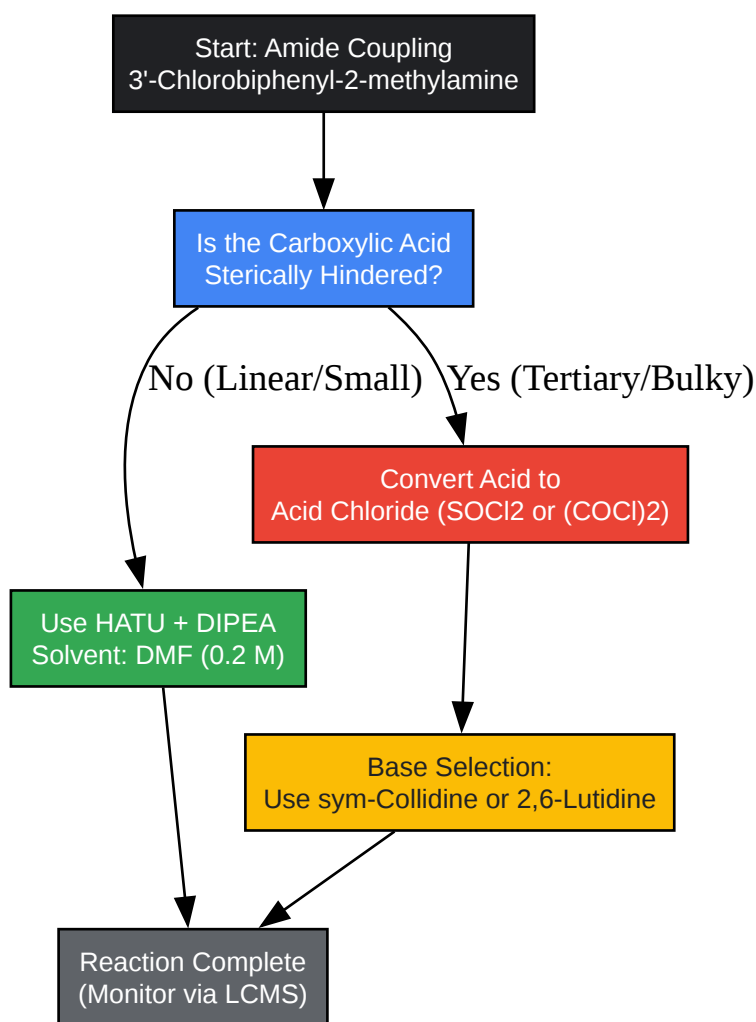 Start: Amide Coupling
3'-Chlorobiphenyl-2-methylamine
Is the Carboxylic Acid
Sterically Hindered?
No (Linear/Small)
Yes (Tertiary/Bulky)
Convert Acid to
Acid Chloride (SOCl2 or (COCl)2)
Use HATU + DIPEA
Solvent: DMF (0.2 M)
Base Selection:
Use sym-Collidine or 2,6-Lutidine
Reaction Complete
(Monitor via LCMS)